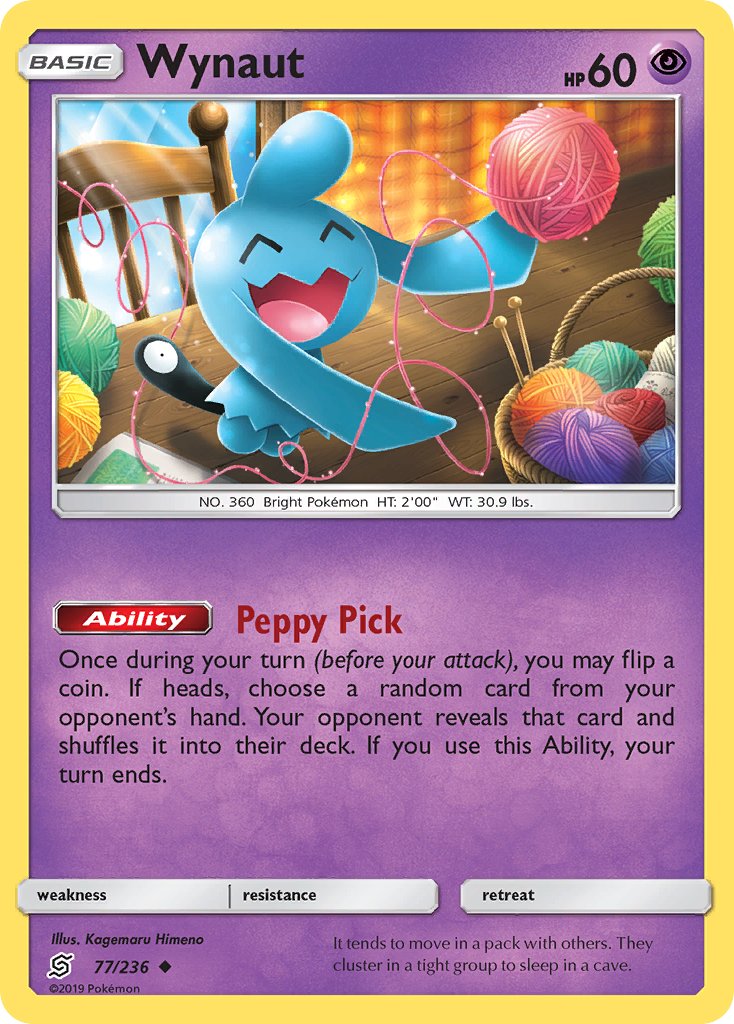 BASIC Wynaut HP60
NO. 360 Bright Pokémon HT: 2'00" WT: 30.9 lbs.
Ability Peppy Pick
Once during your turn (before your attack), you may flip a
coin. If heads, choose a random card from your
opponent's hand. Your opponent reveals that card and
shuffles it into their deck. If you use this Ability, your
turn ends.
weakness resistance retreat
Illus. Kagemaru Himeno
77/236
©2019 Pokémon
It tends to move in a pack with others. They
cluster in a tight group to sleep in a cave.